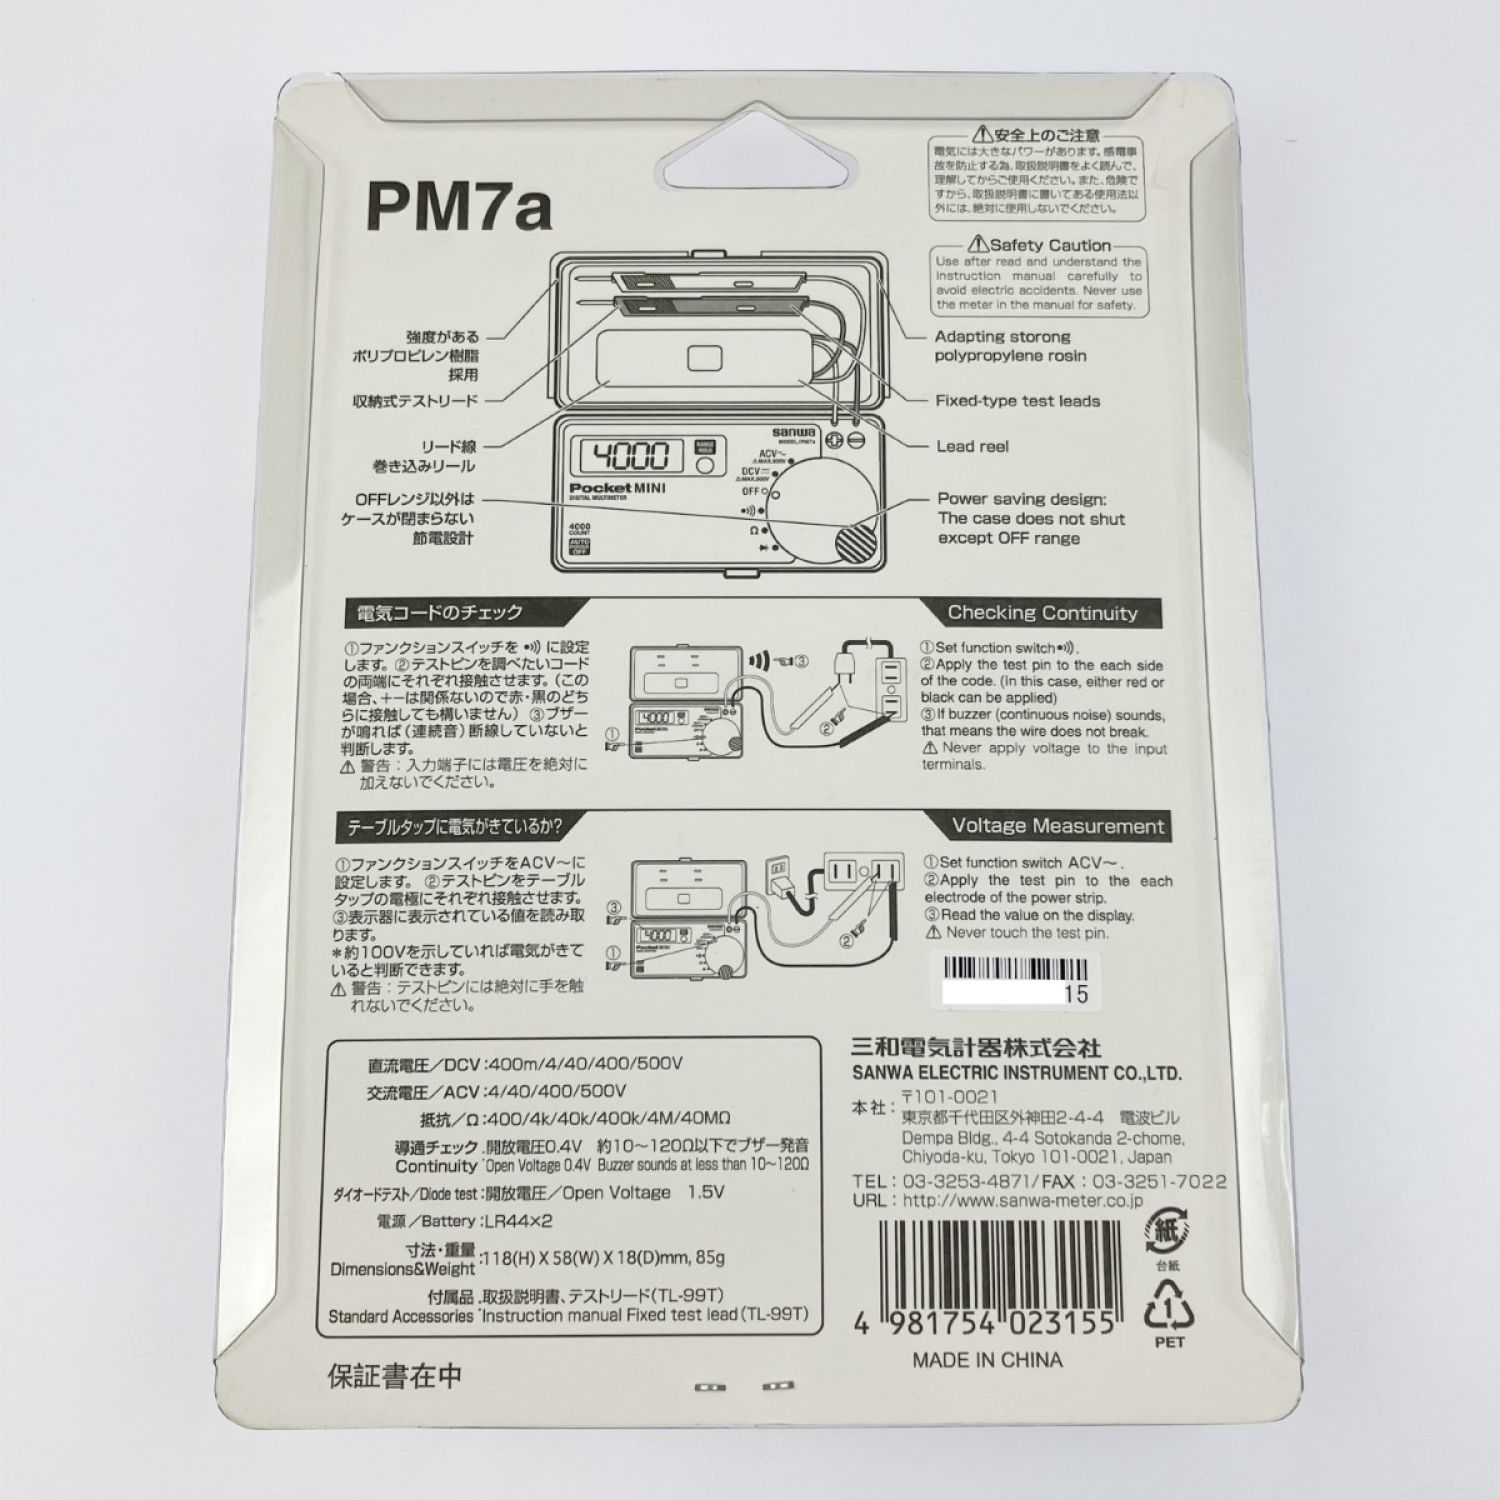 PM7a
⚠安全上のご注意
電気には大きなパワーがあります。感電事
故を防止する為、取扱説明書をよく読んで、
理解してからご使用ください。また、危険で
すから、取扱説明書に書いてある使用法以
外には、絶対に使用しないでください。
⚠Safety Caution
Use after read and understand the
instruction manual carefully to
avoid electric accidents. Never use
the meter in the manual for safety.
強度がある
ポリプロピレン樹脂
採用
収納式テストリード
リード線
巻き込みリール
OFFレンジ以外は
ケースが閉まらない
節電設計
Adapting storong
polypropylene rosin
Fixed-type test leads
Lead reel
Power saving design:
The case does not shut
except OFF range
4000
RANGE
HOLD
sanwa
MODEL/PM7a
Pocket MINI
DIGITAL MULTIMETER
4000
COUNT
AUTO
POWER
OFF
ACV～
⚠MAX.500V
DCV⎓
⚠MAX.500V
OFF
•)))
Ω
電気コードのチェック
①ファンクションスイッチを •))) に設定
します。②テストピンを調べたいコード
の両端にそれぞれ接触させます。(この
場合、+ーは関係ないので赤・黒のどち
らに接触しても構いません) ③ブザー
が鳴れば(連続音)断線していないと
判断します。
⚠ 警告：入力端子には電圧を絶対に
加えないでください。
4000
Pocket MINI
①
②
③
Checking Continuity
①Set function switch•))).
②Apply the test pin to the each side
of the code. (In this case, either red or
black can be applied)
③If buzzer (continuous noise) sounds,
that means the wire does not break.
⚠ Never apply voltage to the input
terminals.
テーブルタップに電気がきているか?
①ファンクションスイッチをACV～に
設定します。②テストピンをテーブル
タップの電極にそれぞれ接触させます。
③表示器に表示されている値を読み取
ります。
＊約100Vを示していれば電気がきて
いると判断できます。
⚠ 警告：テストピンには絶対に手を触
れないでください。
4000
Pocket MINI
③
①
②
Voltage Measurement
①Set function switch ACV～.
②Apply the test pin to the each
electrode of the power strip.
③Read the value on the display.
⚠ Never touch the test pin.
15
直流電圧／DCV:400m/4/40/400/500V
交流電圧／ACV:4/40/400/500V
抵抗／Ω:400/4k/40k/400k/4M/40MΩ
導通チェック:開放電圧0.4V 約10～120Ω以下でブザー発音
Continuity Open Voltage 0.4V Buzzer sounds at less than 10～120Ω
ダイオードテスト／Diode test:開放電圧／Open Voltage 1.5V
電源／Battery:LR44×2
寸法・重量
Dimensions&Weight:118(H) X 58(W) X 18(D)mm, 85g
付属品:取扱説明書、テストリード(TL-99T)
Standard Accessories Instruction manual Fixed test lead (TL-99T)
三和電気計器株式会社
SANWA ELECTRIC INSTRUMENT CO.,LTD.
本社：〒101-0021
東京都千代田区外神田2-4-4 電波ビル
Dempa Bldg., 4-4 Sotokanda 2-chome,
Chiyoda-ku, Tokyo 101-0021, Japan
TEL：03-3253-4871/FAX：03-3251-7022
URL：http://www.sanwa-meter.co.jp
4 981754 023155
MADE IN CHINA
紙
台紙
1
PET
保証書在中